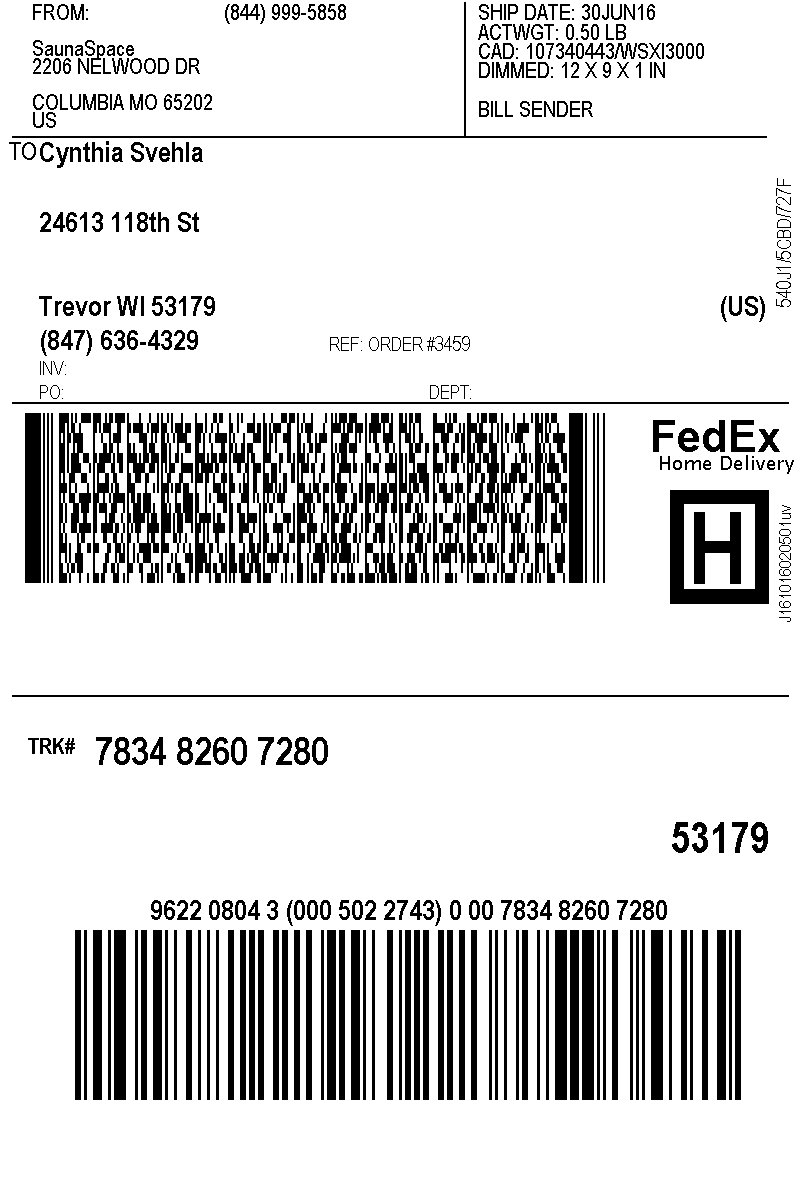 FROM: (844) 999-5858
SaunaSpace
2206 NELWOOD DR
COLUMBIA MO 65202
US
SHIP DATE: 30JUN16
ACTWGT: 0.50 LB
CAD: 107340443/WSXI3000
DIMMED: 12 X 9 X 1 IN
BILL SENDER
TO Cynthia Svehla
24613 118th St
Trevor WI 53179 (US)
(847) 636-4329 REF: ORDER #3459
INV:
PO: DEPT:
540J1/5CBD/727F
FedEx
Home Delivery
H
J161016020501uv
TRK# 7834 8260 7280
53179
9622 0804 3 (000 502 2743) 0 00 7834 8260 7280